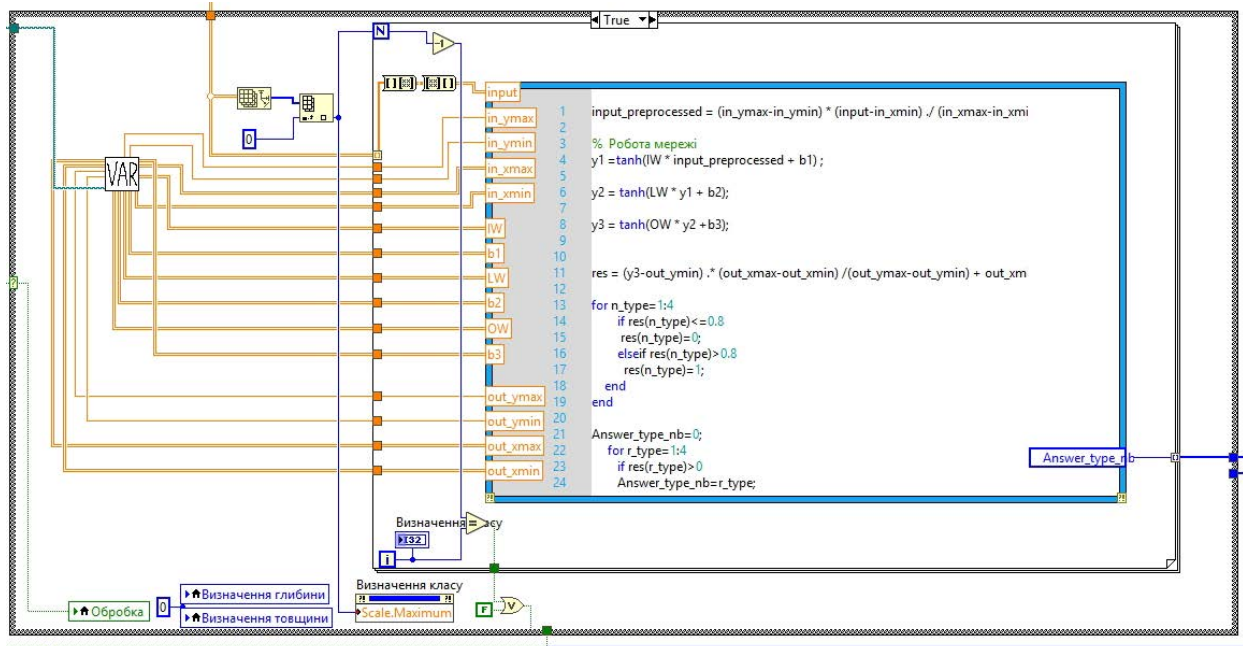 True
N
-1
input
in_ymax
in_ymin
in_xmax
in_xmin
IW
b1
LW
b2
OW
b3
out_ymax
out_ymin
out_xmax
out_xmin
0
VAR
1 input_preprocessed = (in_ymax-in_ymin) * (input-in_xmin) ./ (in_xmax-in_xmi
2
3 % Робота мережі
4 y1 =tanh(IW * input_preprocessed + b1) ;
5
6 y2 = tanh(LW * y1 + b2);
7
8 y3 = tanh(OW * y2 +b3);
9
10
11 res = (y3-out_ymin) .* (out_xmax-out_xmin) /(out_ymax-out_ymin) + out_xm
12
13 for n_type=1:4
14 if res(n_type)<=0.8
15 res(n_type)=0;
16 elseif res(n_type)>0.8
17 res(n_type)=1;
18 end
19 end
20
21 Answer_type_nb=0;
22 for r_type=1:4
23 if res(r_type)>0
24 Answer_type_nb=r_type;
Answer_type_nb
?
Визначення = асу
I32
i
Визначення класу
Scale.Maximum
F
V
Обробка
0
Визначення глибини
Визначення товщини